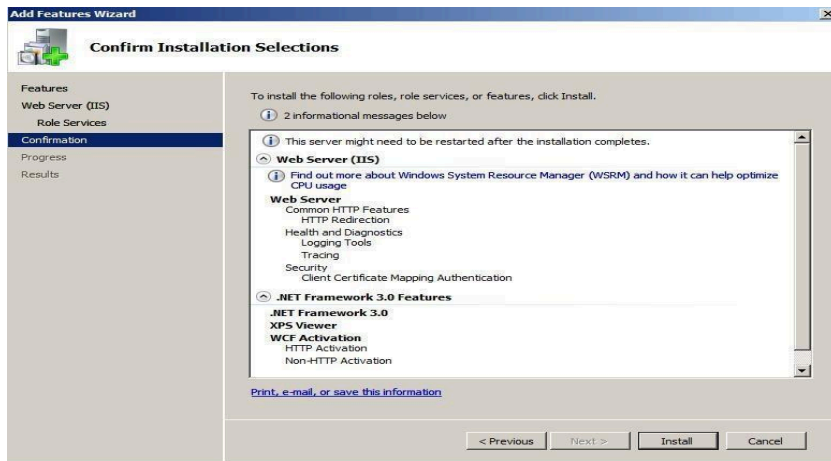 Add Features Wizard
Confirm Installation Selections
Features
Web Server (IIS)
Role Services
Confirmation
Progress
Results
To install the following roles, role services, or features, click Install.
2 informational messages below
This server might need to be restarted after the installation completes.
Web Server (IIS)
Find out more about Windows System Resource Manager (WSRM) and how it can help optimize
CPU usage
Web Server
Common HTTP Features
HTTP Redirection
Health and Diagnostics
Logging Tools
Tracing
Security
Client Certificate Mapping Authentication
.NET Framework 3.0 Features
.NET Framework 3.0
XPS Viewer
WCF Activation
HTTP Activation
Non-HTTP Activation
Print, e-mail, or save this information
< Previous
Next >
Install
Cancel